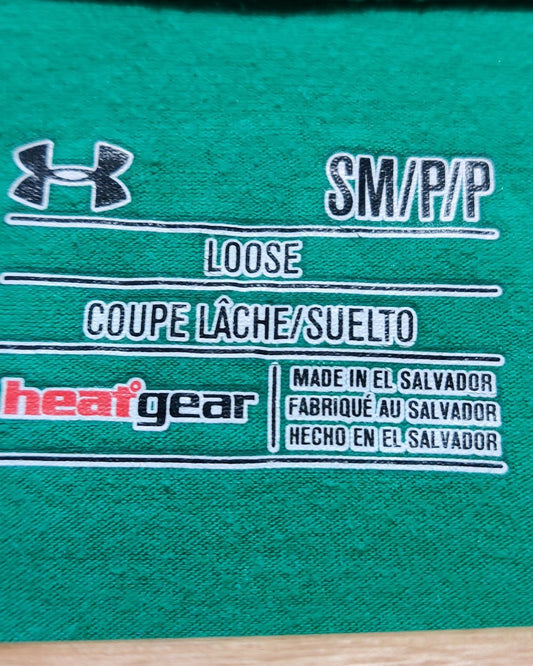 SM/P/P
LOOSE
COUPE LÂCHE/SUELTO
heatgear
MADE IN EL SALVADOR
FABRIQUÉ AU SALVADOR
HECHO EN EL SALVADOR